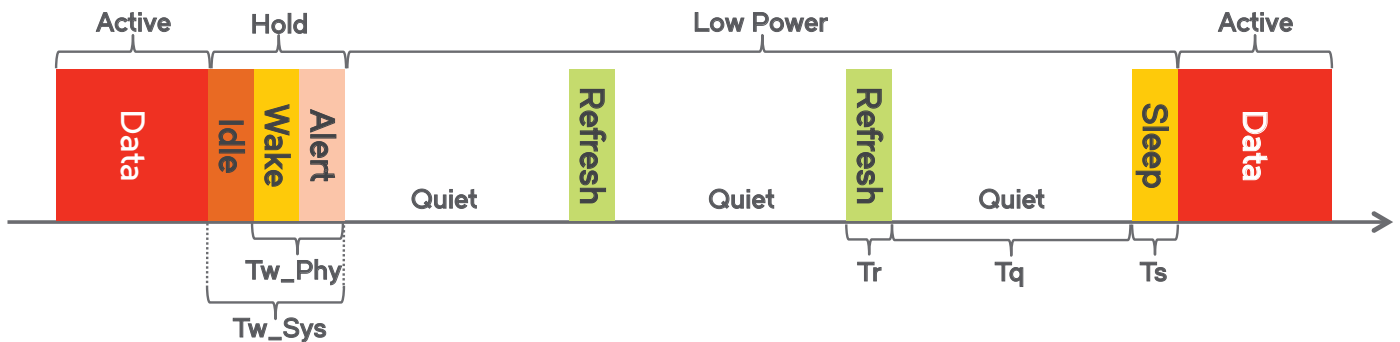 Active
Hold
Low Power
Active
Data
Idle
Wake
Alert
Quiet
Refresh
Quiet
Refresh
Quiet
Sleep
Data
Tw_Phy
Tr
Tq
Ts
Tw_Sys